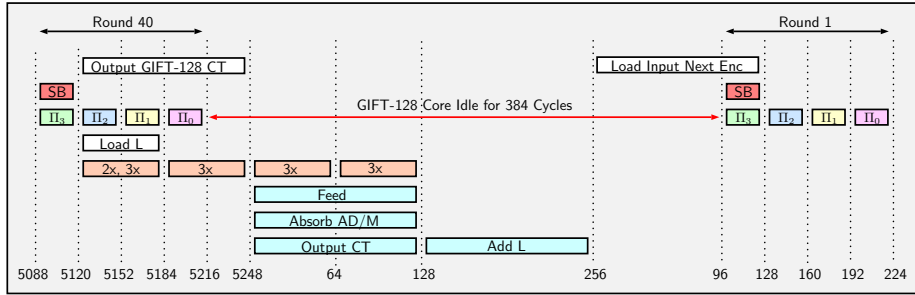 Round 40 Round 1
Output GIFT-128 CT Load Input Next Enc
SB SB
Π₃ Π₂ Π₁ Π₀ GIFT-128 Core Idle for 384 Cycles Π₃ Π₂ Π₁ Π₀
Load L
2x, 3x 3x 3x 3x
Feed
Absorb AD/M
Output CT Add L
5088 5120 5152 5184 5216 5248 64 128 256 96 128 160 192 224